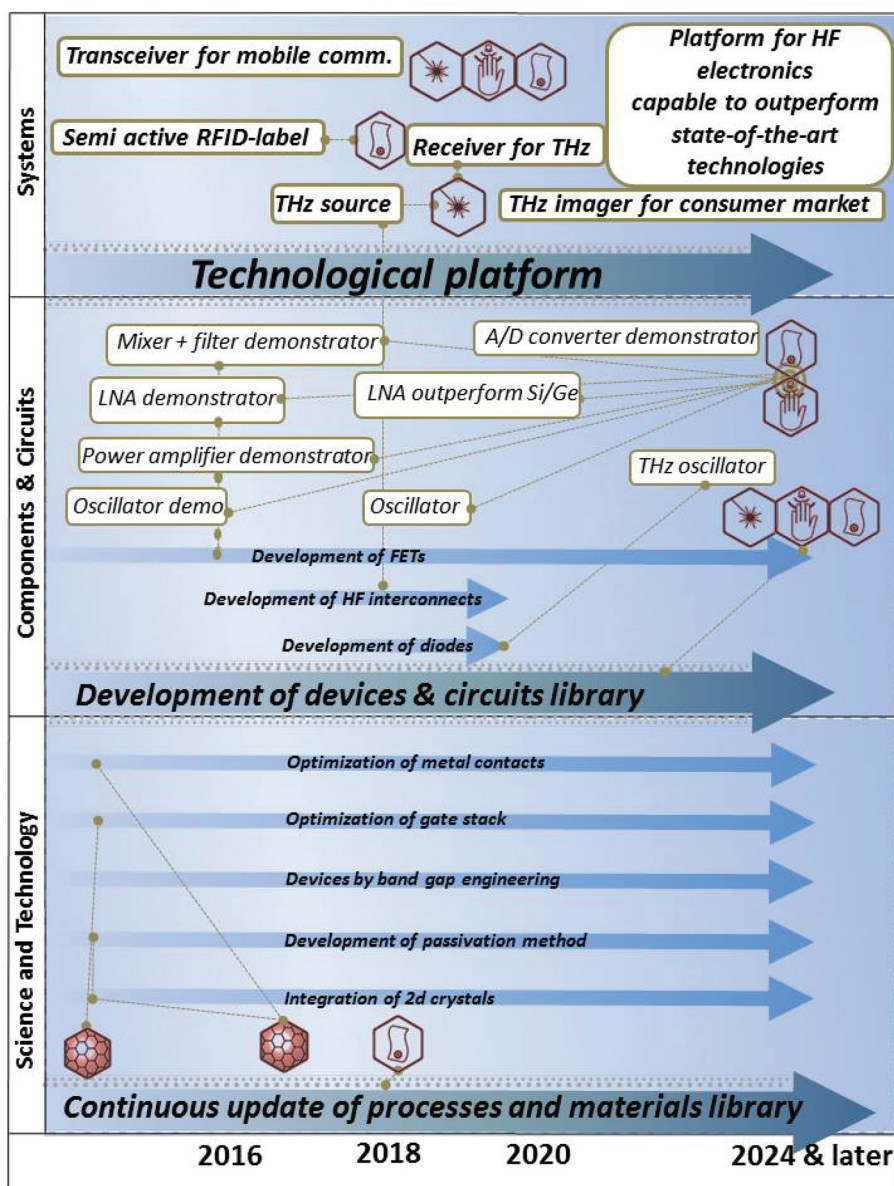 Systems
Transceiver for mobile comm.
Platform for HF
electronics
capable to outperform
state-of-the-art
technologies
Semi active RFID-label
Receiver for THz
THz source
THz imager for consumer market
Technological platform
Components & Circuits
Mixer + filter demonstrator
A/D converter demonstrator
LNA demonstrator
LNA outperform Si/Ge
Power amplifier demonstrator
THz oscillator
Oscillator demo
Oscillator
Development of FETs
Development of HF interconnects
Development of diodes
Development of devices & circuits library
Science and Technology
Optimization of metal contacts
Optimization of gate stack
Devices by band gap engineering
Development of passivation method
Integration of 2d crystals
Continuous update of processes and materials library
2016 2018 2020 2024 & later